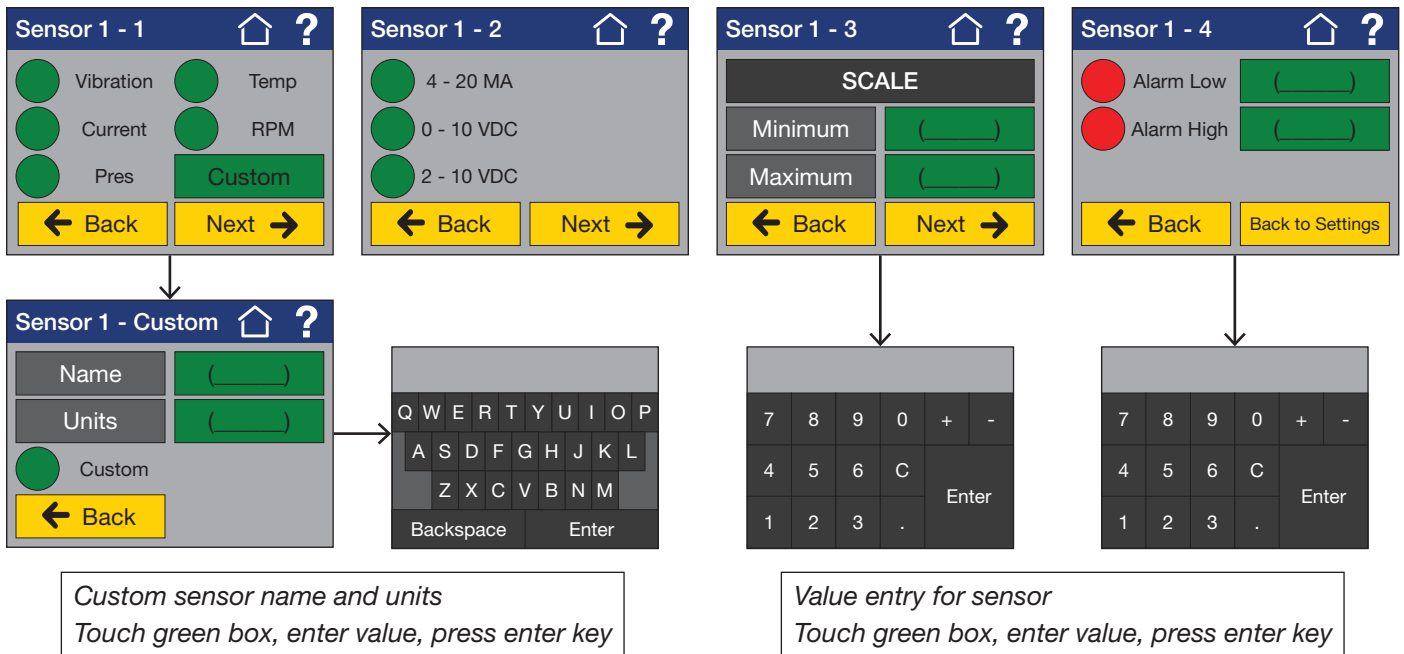 Sensor 1 - 1 ?
Vibration Temp
Current RPM
Pres Custom
Back Next
Sensor 1 - 2 ?
4 - 20 MA
0 - 10 VDC
2 - 10 VDC
Back Next
Sensor 1 - 3 ?
SCALE
Minimum (_____)
Maximum (_____)
Back Next
Sensor 1 - 4 ?
Alarm Low (_____)
Alarm High (_____)
Back Back to Settings
Sensor 1 - Custom ?
Name (_____)
Units (_____)
Custom
Back
Q W E R T Y U I O P
A S D F G H J K L
Z X C V B N M
Backspace Enter
7 8 9 0 + -
4 5 6 C
Enter
1 2 3 .
7 8 9 0 + -
4 5 6 C
Enter
1 2 3 .
Custom sensor name and units
Touch green box, enter value, press enter key
Value entry for sensor
Touch green box, enter value, press enter key